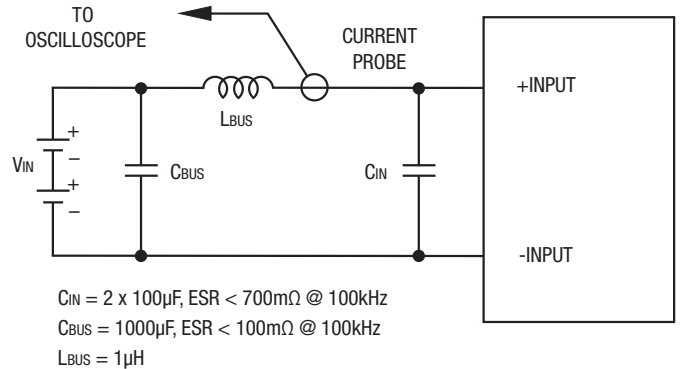 TO
OSCILLOSCOPE
CURRENT
PROBE
+INPUT
LBUS
+
VIN
−
+
−
CBUS
CIN
-INPUT
CIN = 2 x 100µF, ESR < 700mΩ @ 100kHz
CBUS = 1000µF, ESR < 100mΩ @ 100kHz
LBUS = 1µH